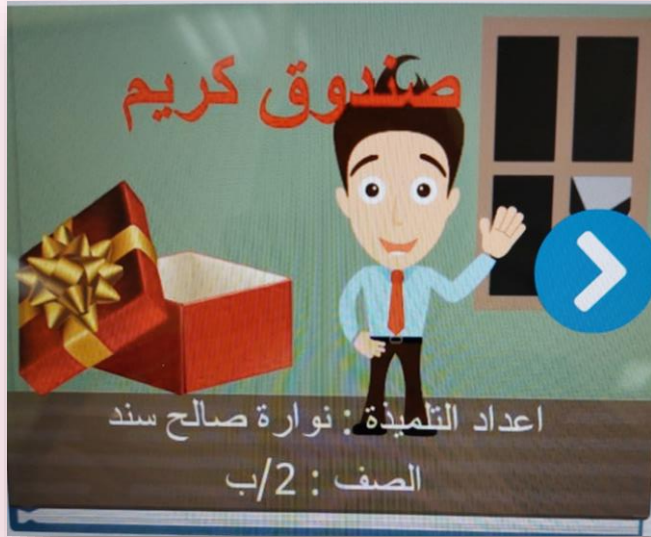 صندوق كريم
اعداد التلميذة : نوارة صالح سند
الصف : 2/ب